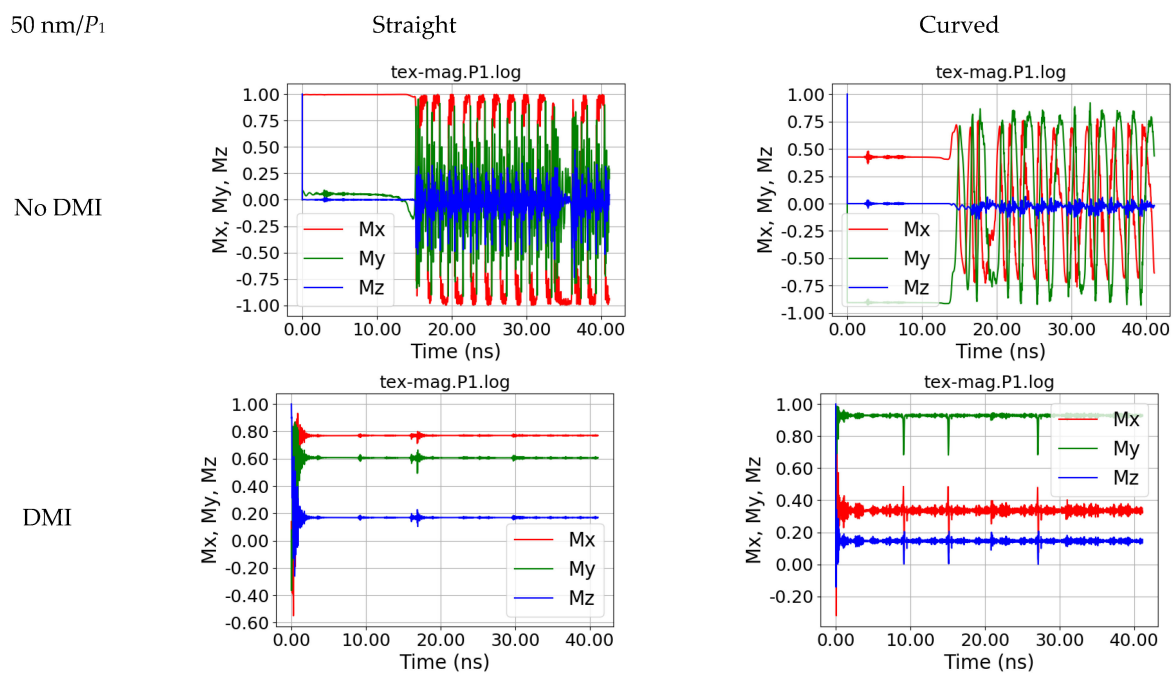 50 nm/P1 Straight Curved
No DMI
tex-mag.P1.log
Mx, My, Mz
1.00
0.75
0.50
0.25
0.00
-0.25
-0.50
-0.75
-1.00
Mx
My
Mz
0.00 10.00 20.00 30.00 40.00
Time (ns)
tex-mag.P1.log
Mx, My, Mz
1.00
0.75
0.50
0.25
0.00
-0.25
-0.50
-0.75
-1.00
Mx
My
Mz
0.00 10.00 20.00 30.00 40.00
Time (ns)
DMI
tex-mag.P1.log
Mx, My, Mz
1.00
0.80
0.60
0.40
0.20
0.00
-0.20
-0.40
-0.60
Mx
My
Mz
0.00 10.00 20.00 30.00 40.00
Time (ns)
tex-mag.P1.log
Mx, My, Mz
1.00
0.80
0.60
0.40
0.20
0.00
-0.20
Mx
My
Mz
0.00 10.00 20.00 30.00 40.00
Time (ns)